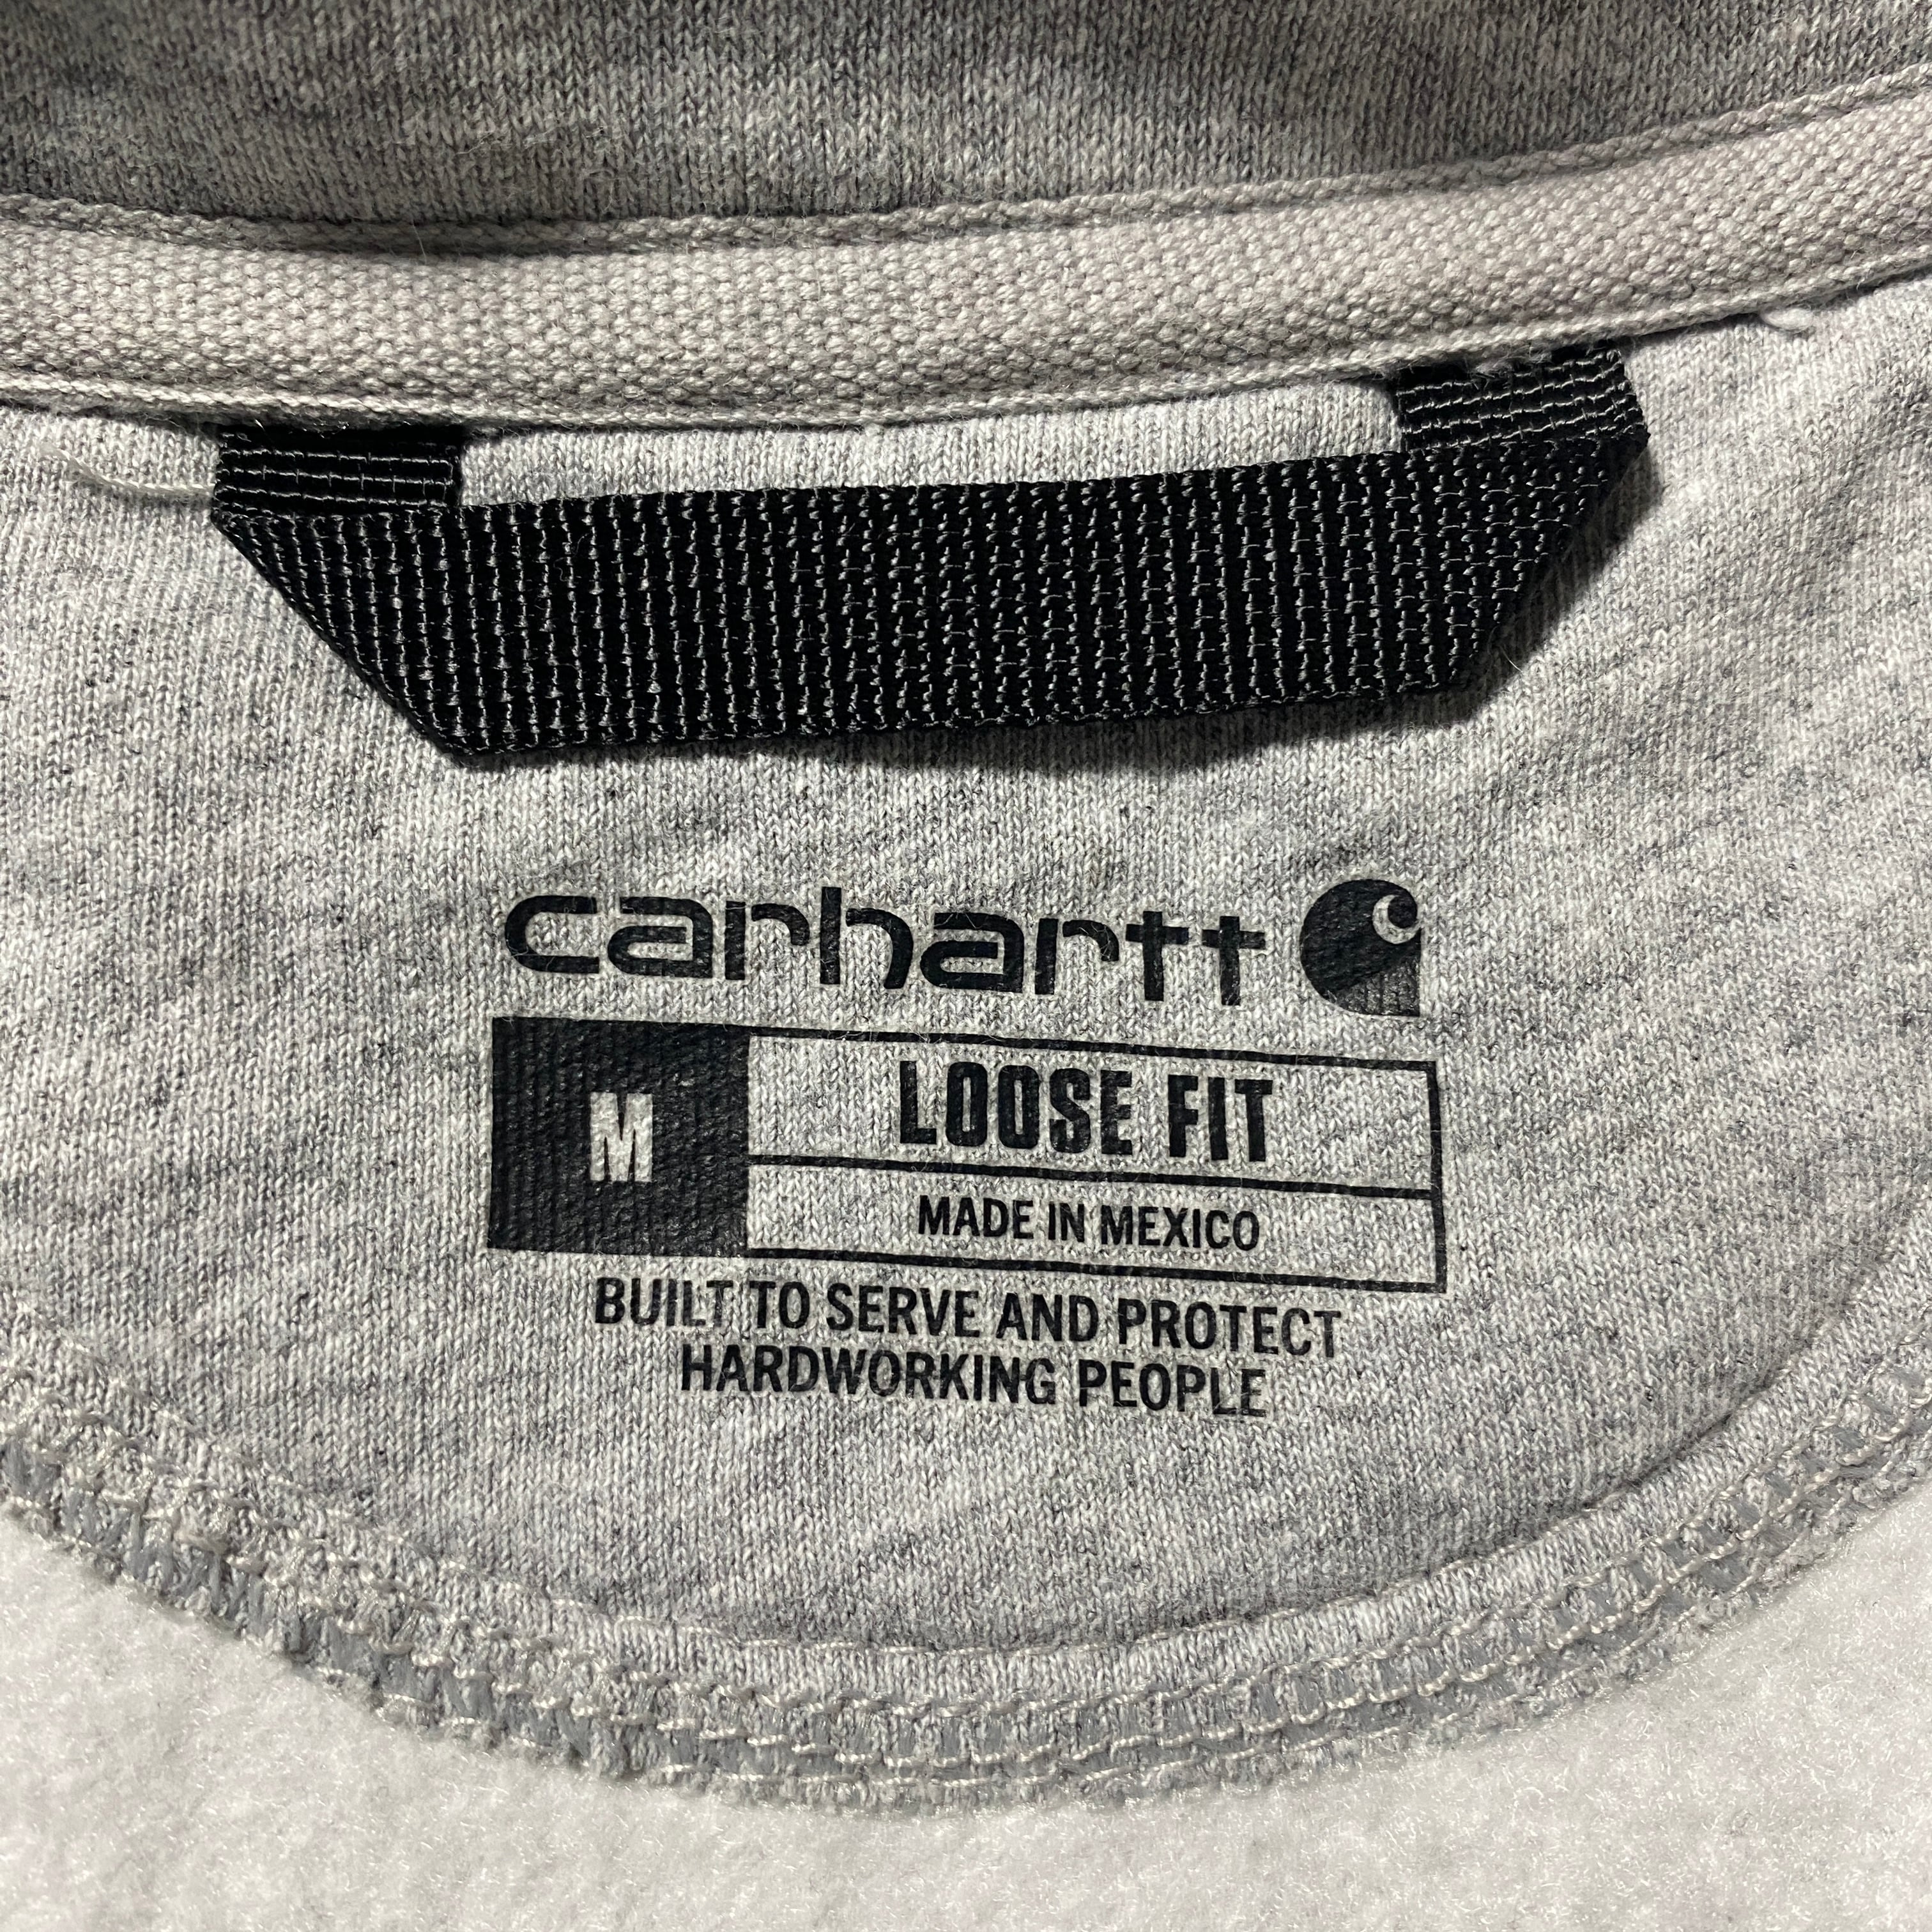 carhartt
M
LOOSE FIT
MADE IN MEXICO
BUILT TO SERVE AND PROTECT
HARDWORKING PEOPLE